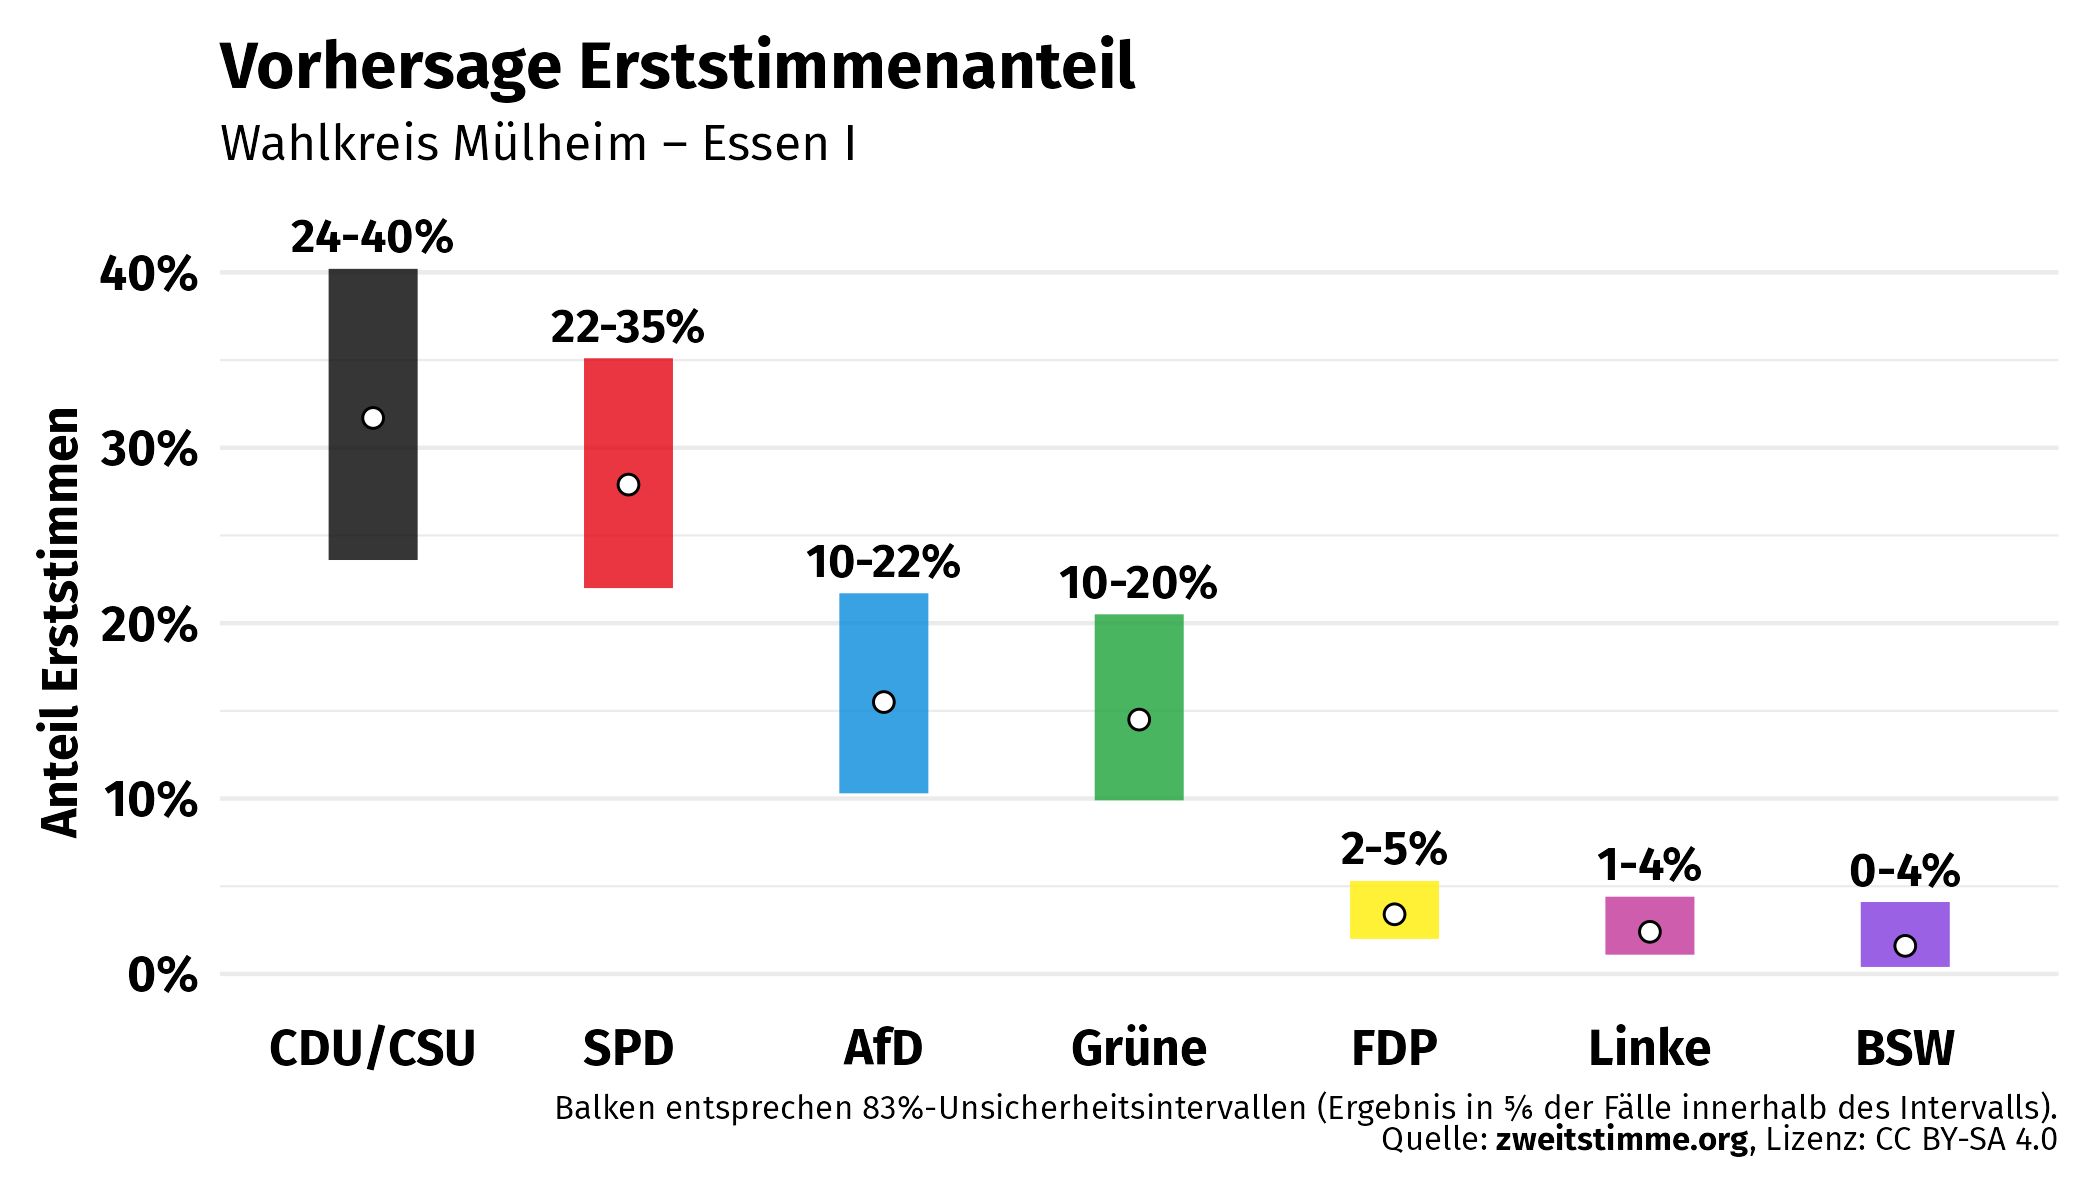 Vorhersage Erststimmenanteil
Wahlkreis Mülheim – Essen I
Anteil Erststimmen
40%
30%
20%
10%
0%
24-40%
22-35%
10-22%
10-20%
2-5%
1-4%
0-4%
CDU/CSU SPD AfD Grüne FDP Linke BSW
Balken entsprechen 83%-Unsicherheitsintervallen (Ergebnis in ⅚ der Fälle innerhalb des Intervalls).
Quelle: zweitstimme.org, Lizenz: CC BY-SA 4.0